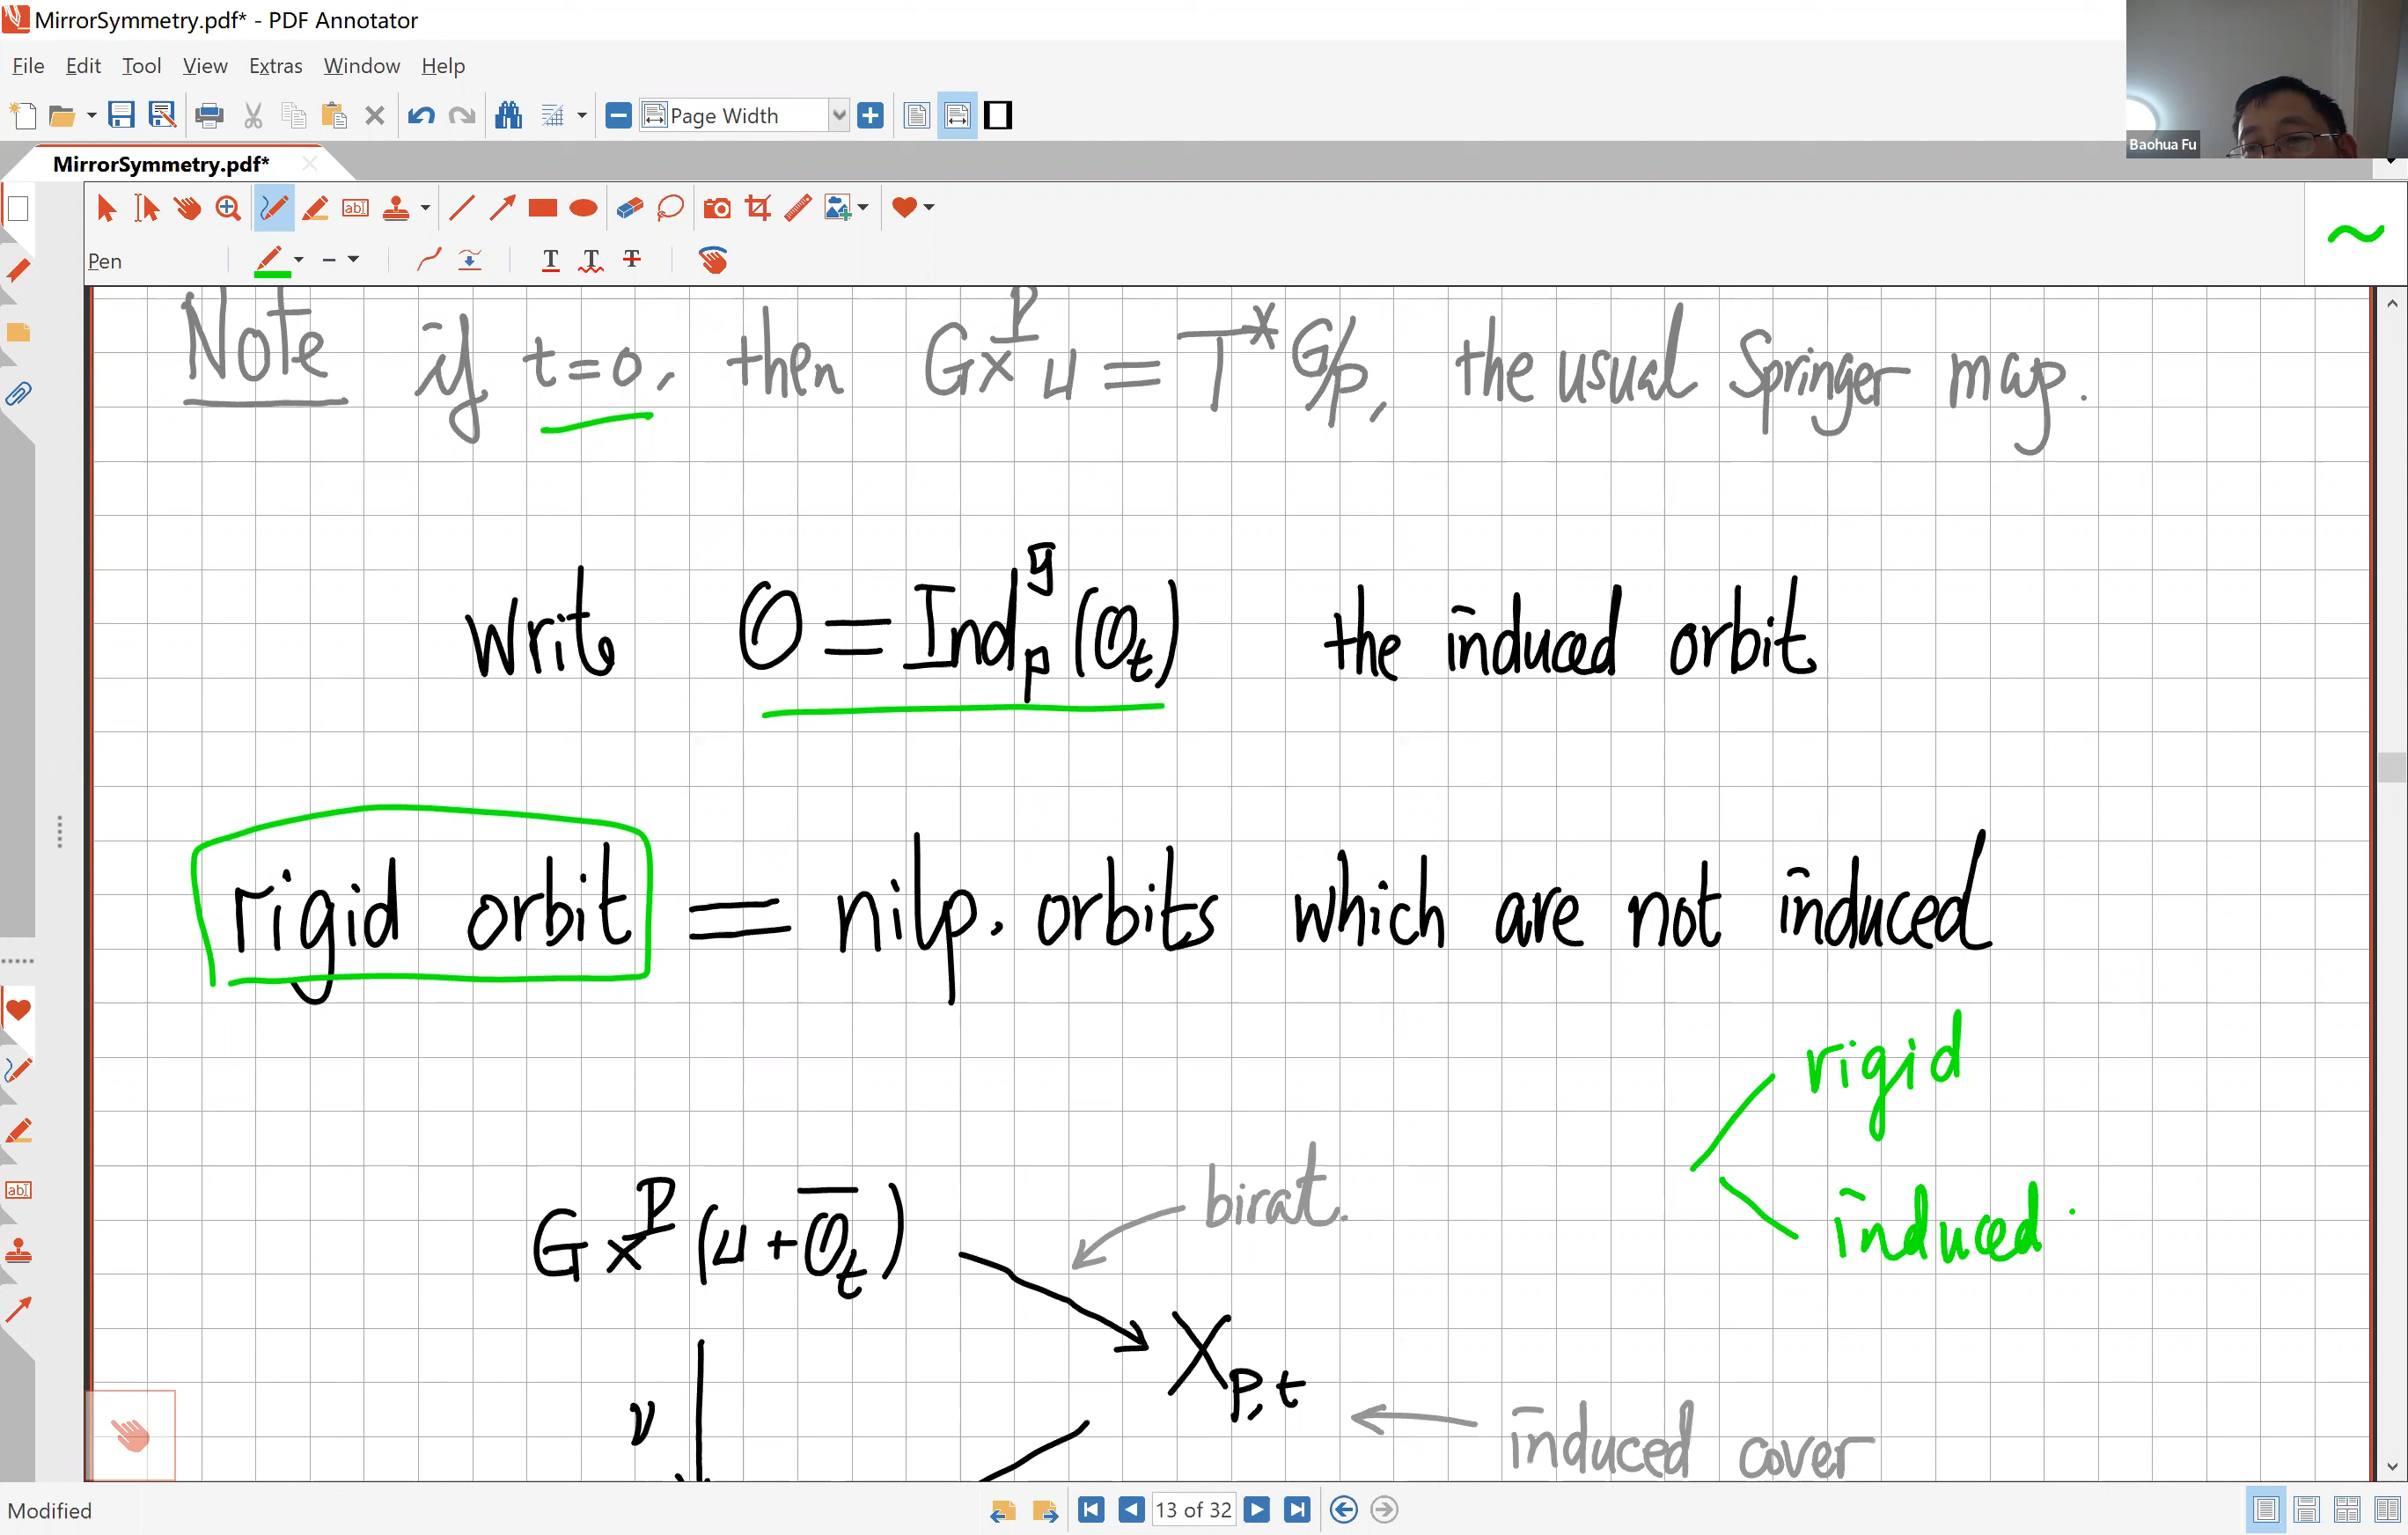 MirrorSymmetry.pdf* - PDF Annotator
File Edit Tool View Extras Window Help
Page Width
Baohua Fu
MirrorSymmetry.pdf*
Pen
Note if t=0, then G×^P u = T* G/P, the usual Springer map.
write O = Ind_p^g (O_t) the induced orbit
rigid orbit = nilp. orbits which are not induced
rigid
induced.
G×^P (u + \overline{O_t}) birat.
X_{P,t}
ν
induced cover
Modified
13 of 32